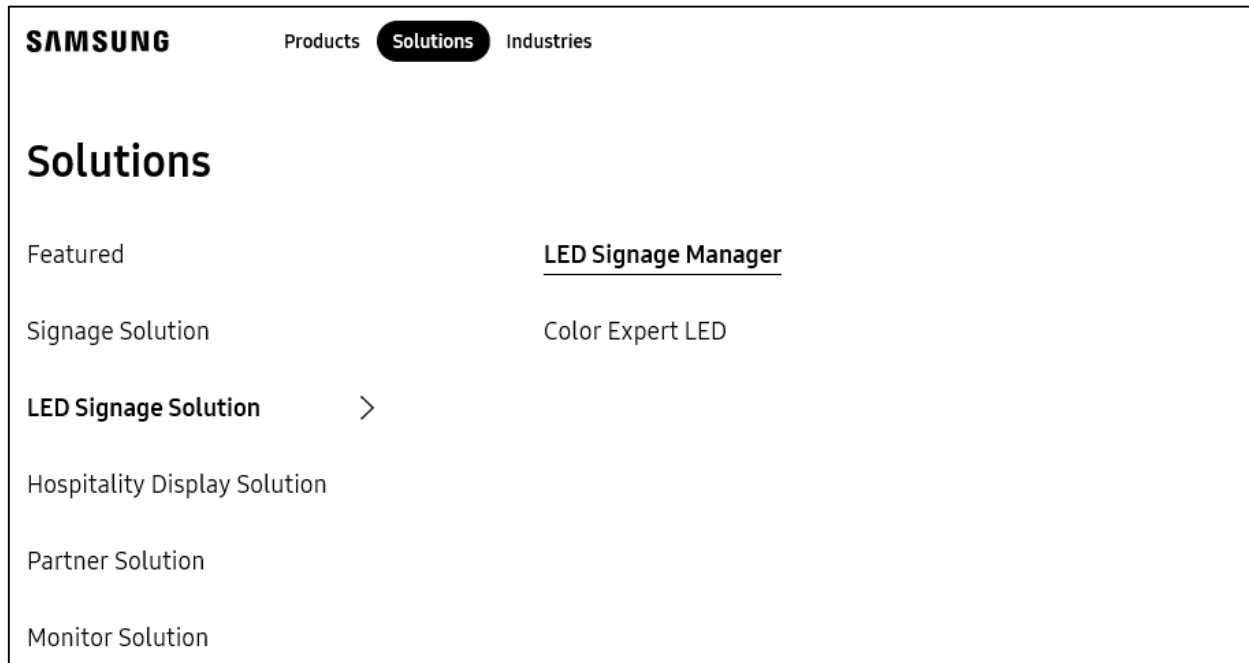 SAMSUNG Products Solutions Industries
Solutions
Featured
Signage Solution
LED Signage Solution
Hospitality Display Solution
Partner Solution
Monitor Solution
LED Signage Manager
Color Expert LED